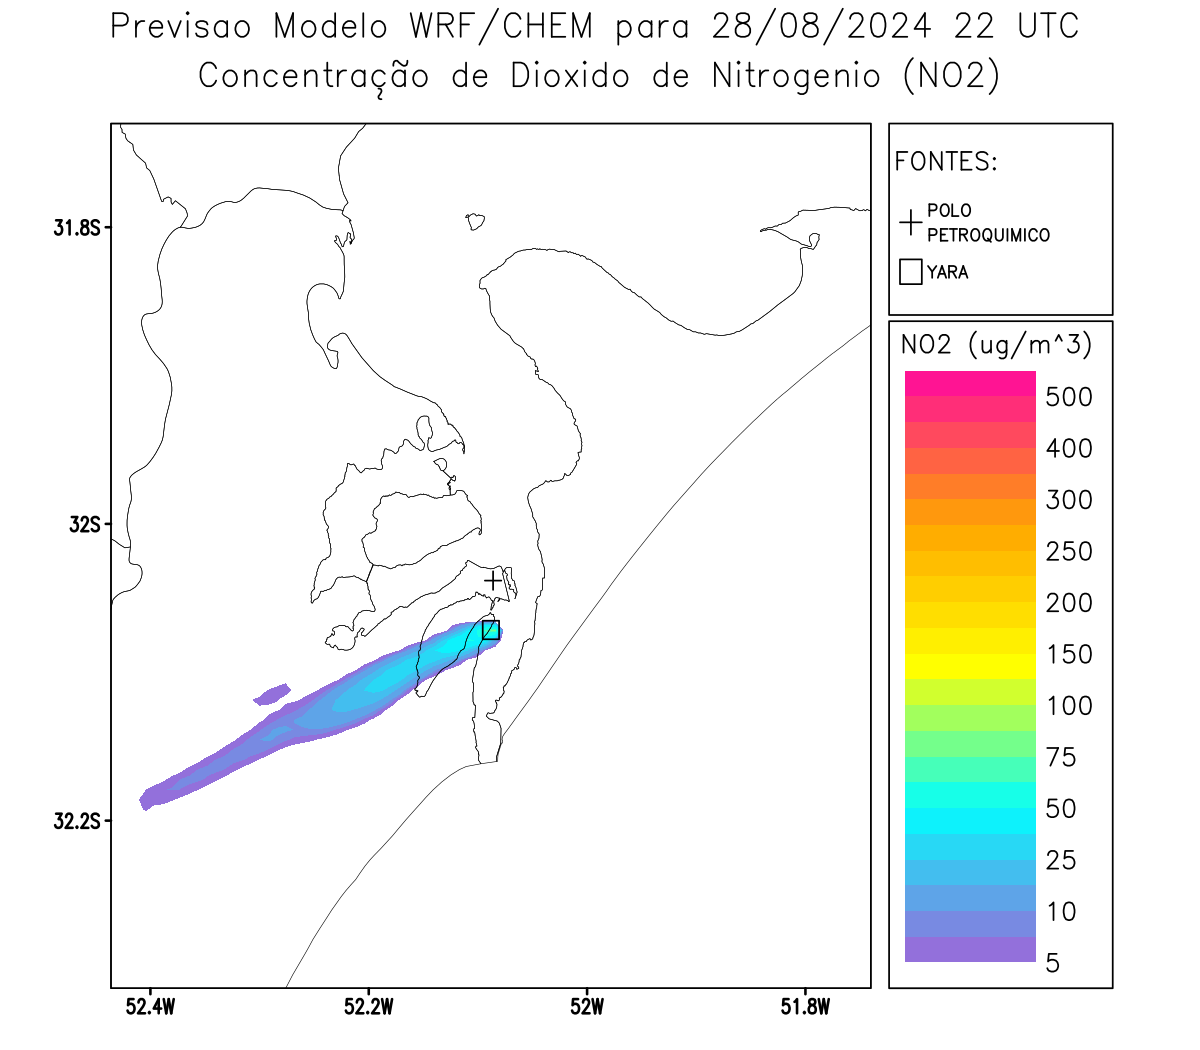 Previsao Modelo WRF/CHEM para 28/08/2024 22 UTC
Concentração de Dioxido de Nitrogenio (NO2)
FONTES:
POLO
PETROQUIMICO
YARA
NO2 (ug/m^3)
500
400
300
250
200
150
100
75
50
25
10
5
31.8S
32S
32.2S
52.4W
52.2W
52W
51.8W